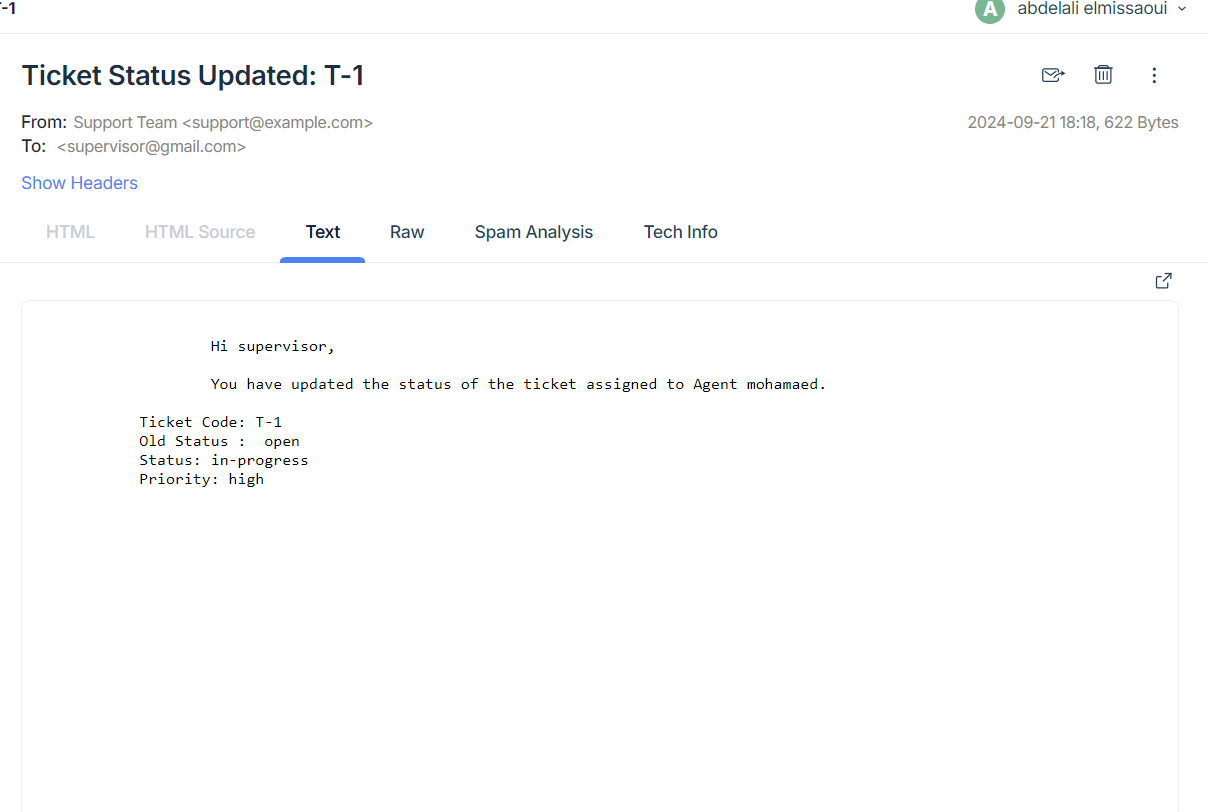 -1
A abdelali elmissaoui
Ticket Status Updated: T-1
From: Support Team <support@example.com>
2024-09-21 18:18, 622 Bytes
To: <supervisor@gmail.com>
Show Headers
HTML HTML Source Text Raw Spam Analysis Tech Info
Hi supervisor,
You have updated the status of the ticket assigned to Agent mohamaed.
Ticket Code: T-1
Old Status :  open
Status: in-progress
Priority: high